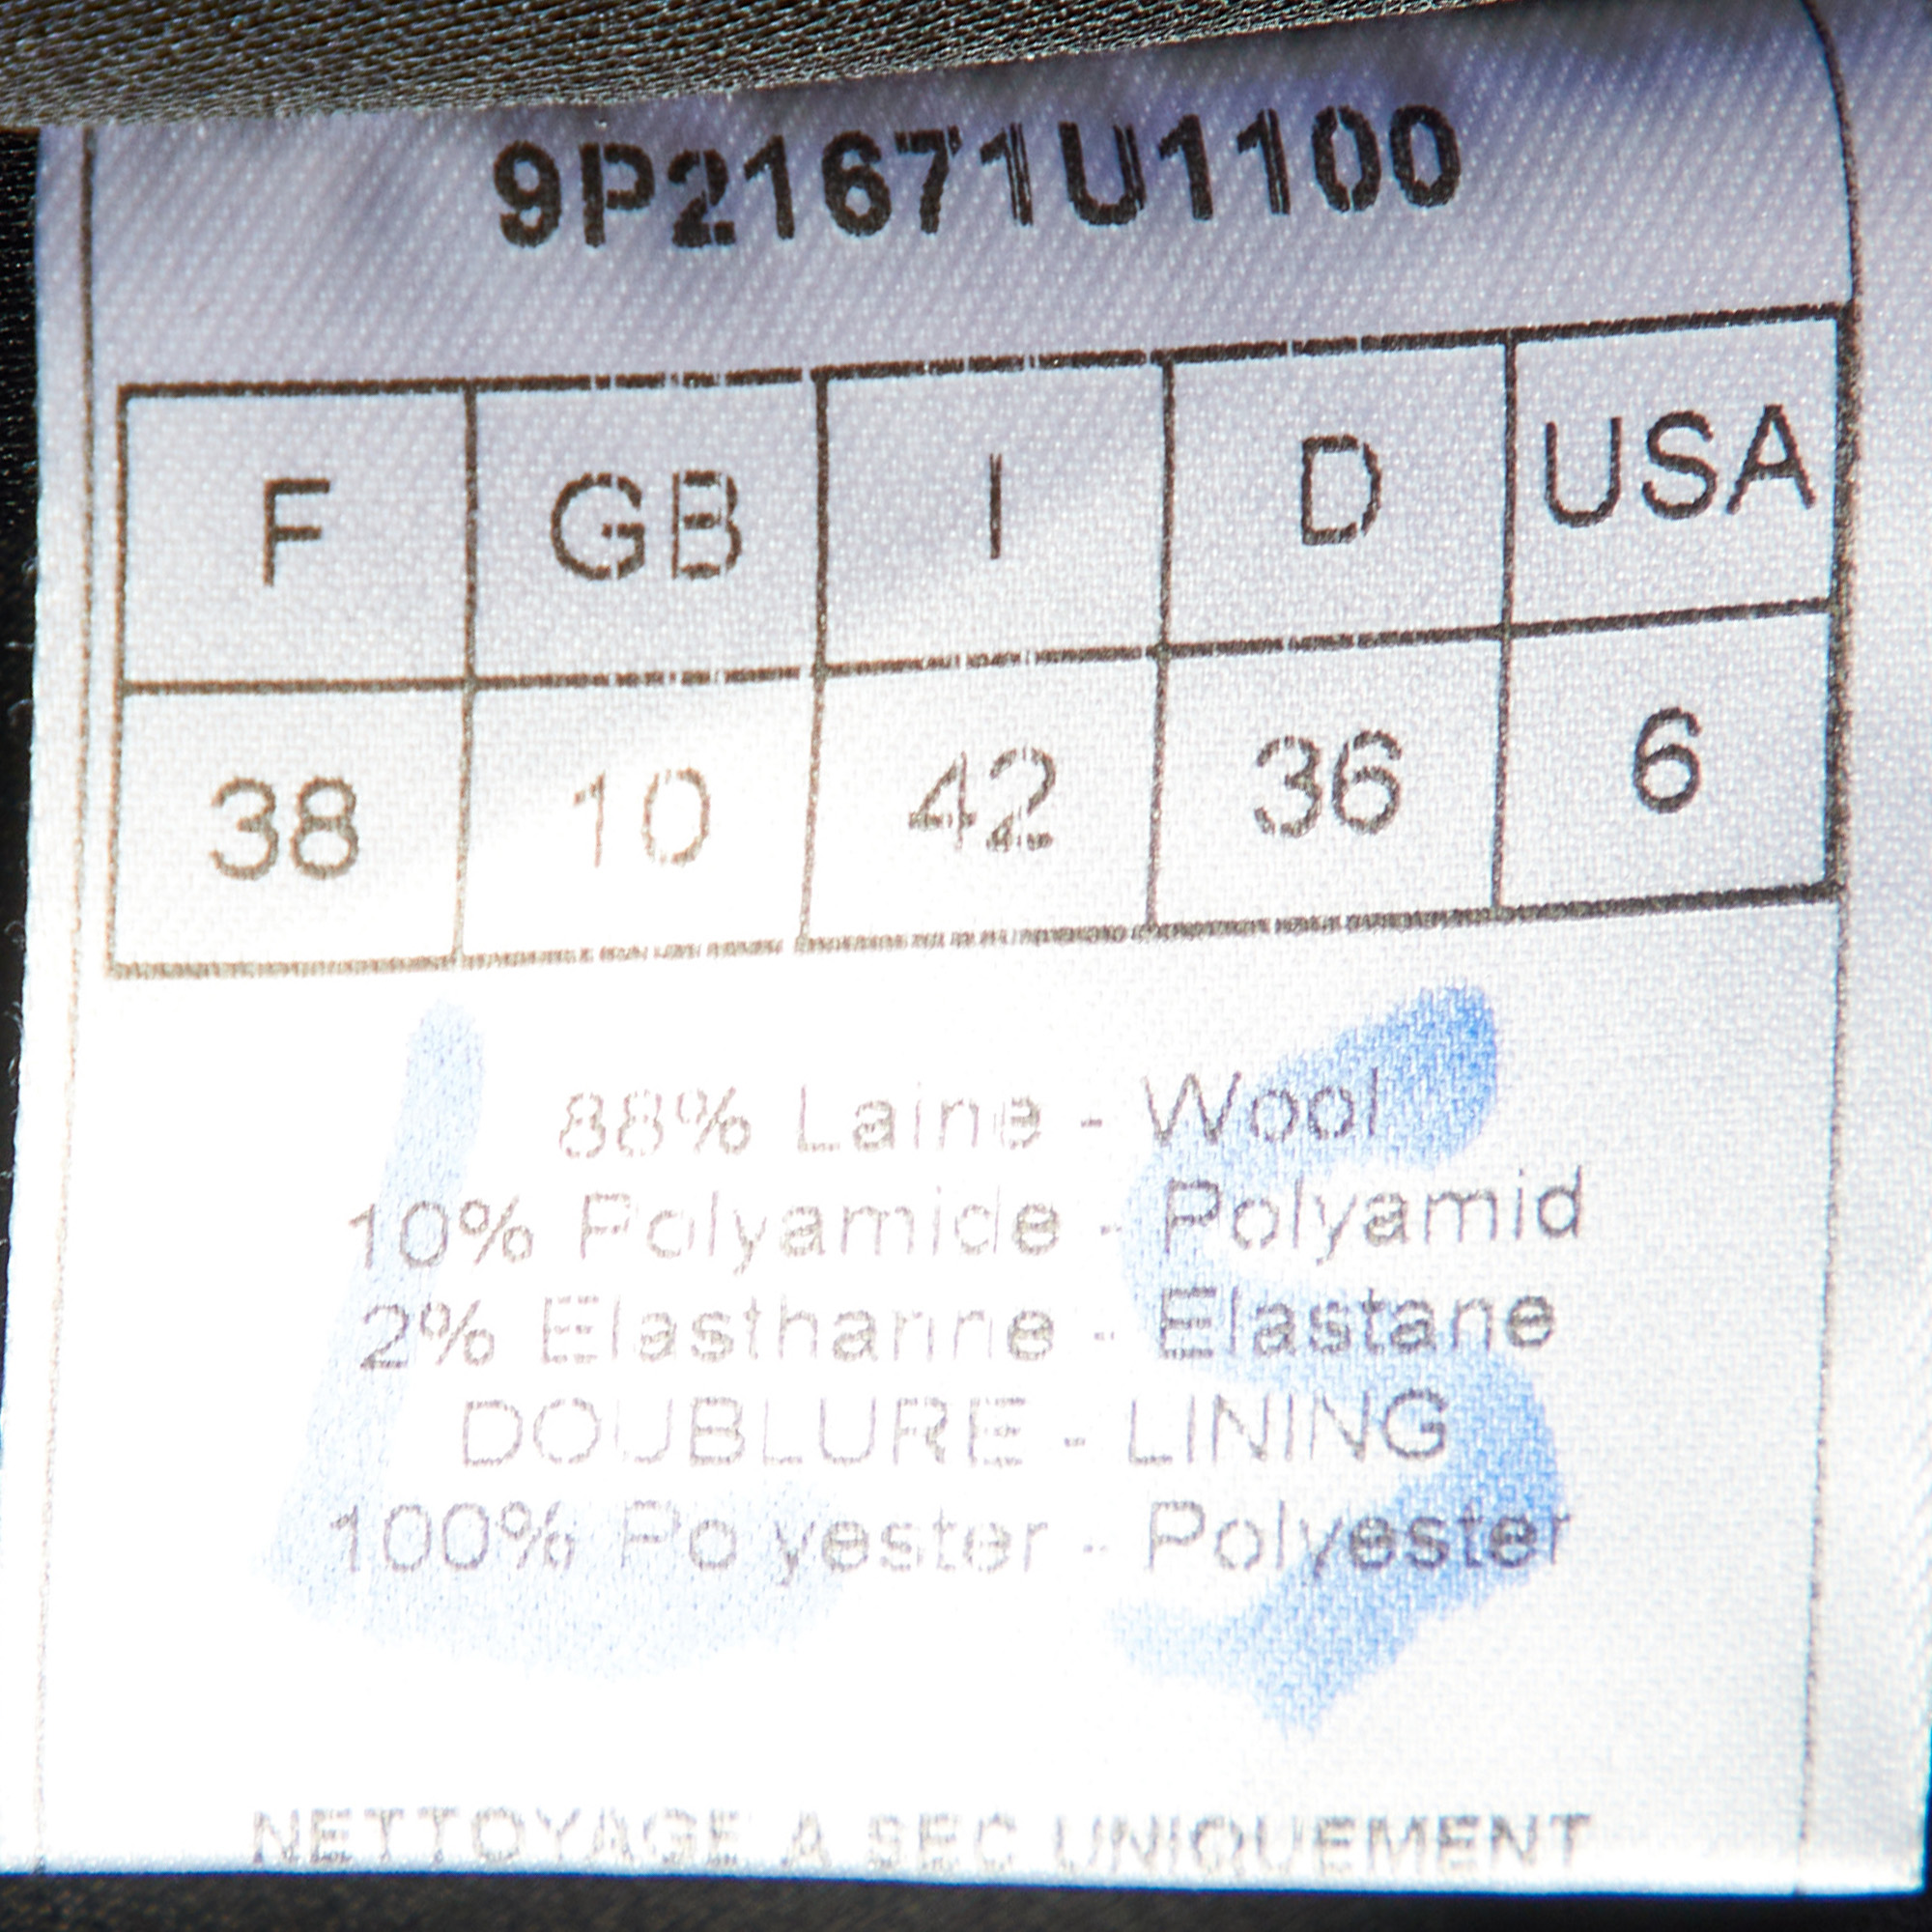 9P21671U1100
F GB I D USA
38 10 42 36 6
88% Laine - Wool
10% Polyamide - Polyamid
2% Elasthanne - Elastane
DOUBLURE - LINING
100% Polyester - Polyester
NETTOYAGE A SEC UNIQUEMENT